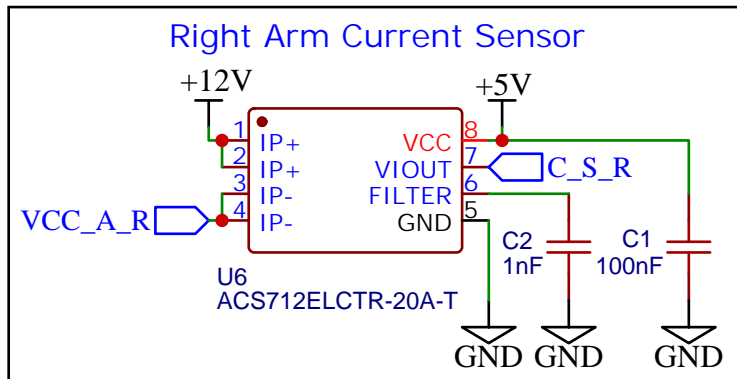 Right Arm Current Sensor
+12V
+5V
1 IP+ VCC 8
2 IP+ VIOUT 7 C_S_R
3 IP- FILTER 6
VCC_A_R 4 IP- GND 5
C2 C1
1nF 100nF
U6
ACS712ELCTR-20A-T
GND GND GND